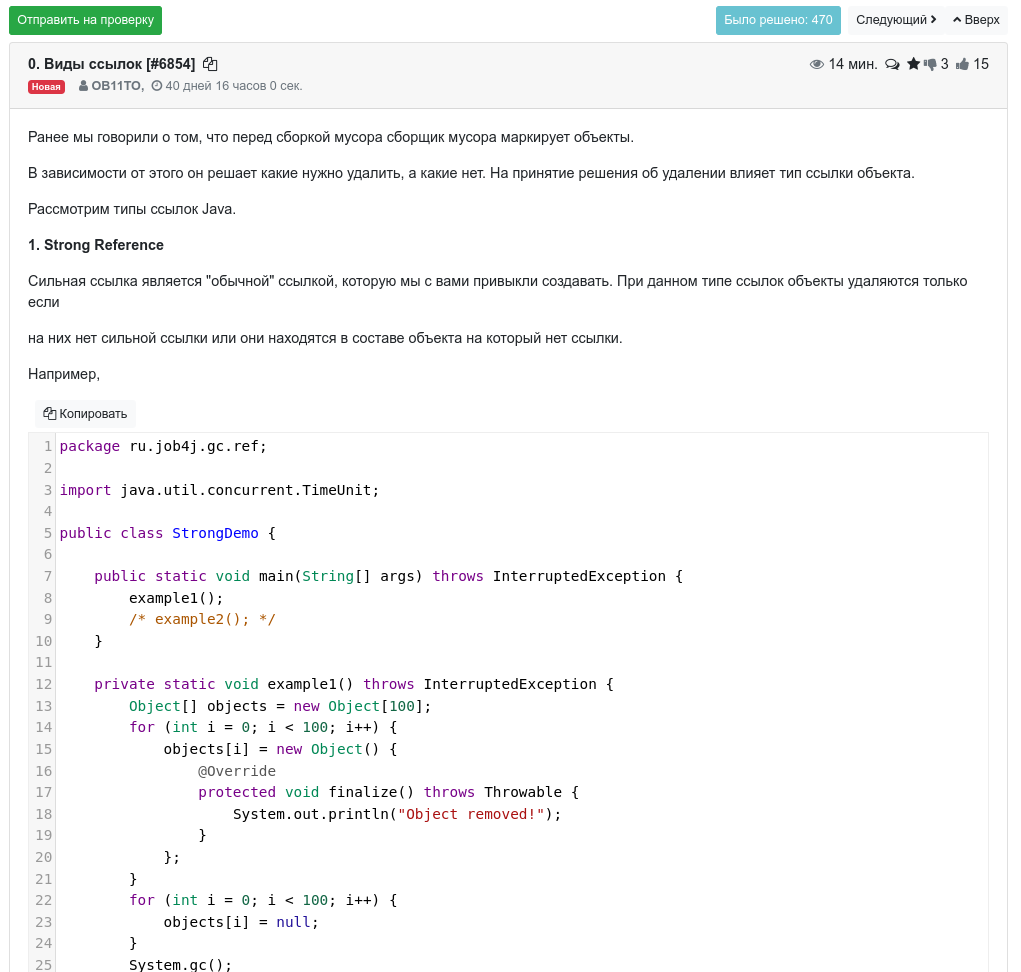 Отправить на проверку
Было решено: 470
Следующий
Вверх
0. Виды ссылок [#6854]
14 мин. 3 15
Новая OB11TO, 40 дней 16 часов 0 сек.
Ранее мы говорили о том, что перед сборкой мусора сборщик мусора маркирует объекты.
В зависимости от этого он решает какие нужно удалить, а какие нет. На принятие решения об удалении влияет тип ссылки объекта.
Рассмотрим типы ссылок Java.
1. Strong Reference
Сильная ссылка является "обычной" ссылкой, которую мы с вами привыкли создавать. При данном типе ссылок объекты удаляются только
если
на них нет сильной ссылки или они находятся в составе объекта на который нет ссылки.
Например,
Копировать
1 package ru.job4j.gc.ref;
2
3 import java.util.concurrent.TimeUnit;
4
5 public class StrongDemo {
6
7     public static void main(String[] args) throws InterruptedException {
8         example1();
9         /* example2(); */
10     }
11
12     private static void example1() throws InterruptedException {
13         Object[] objects = new Object[100];
14         for (int i = 0; i < 100; i++) {
15             objects[i] = new Object() {
16                 @Override
17                 protected void finalize() throws Throwable {
18                     System.out.println("Object removed!");
19                 }
20             };
21         }
22         for (int i = 0; i < 100; i++) {
23             objects[i] = null;
24         }
25         System.gc();